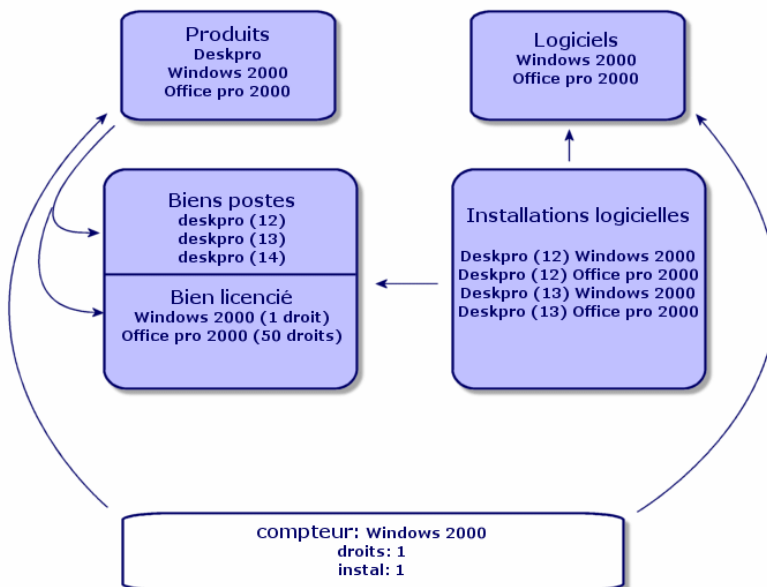 Produits
Deskpro
Windows 2000
Office pro 2000
Logiciels
Windows 2000
Office pro 2000
Biens postes
deskpro (12)
deskpro (13)
deskpro (14)
Bien licencié
Windows 2000 (1 droit)
Office pro 2000 (50 droits)
Installations logicielles
Deskpro (12) Windows 2000
Deskpro (12) Office pro 2000
Deskpro (13) Windows 2000
Deskpro (13) Office pro 2000
compteur: Windows 2000
droits: 1
instal: 1